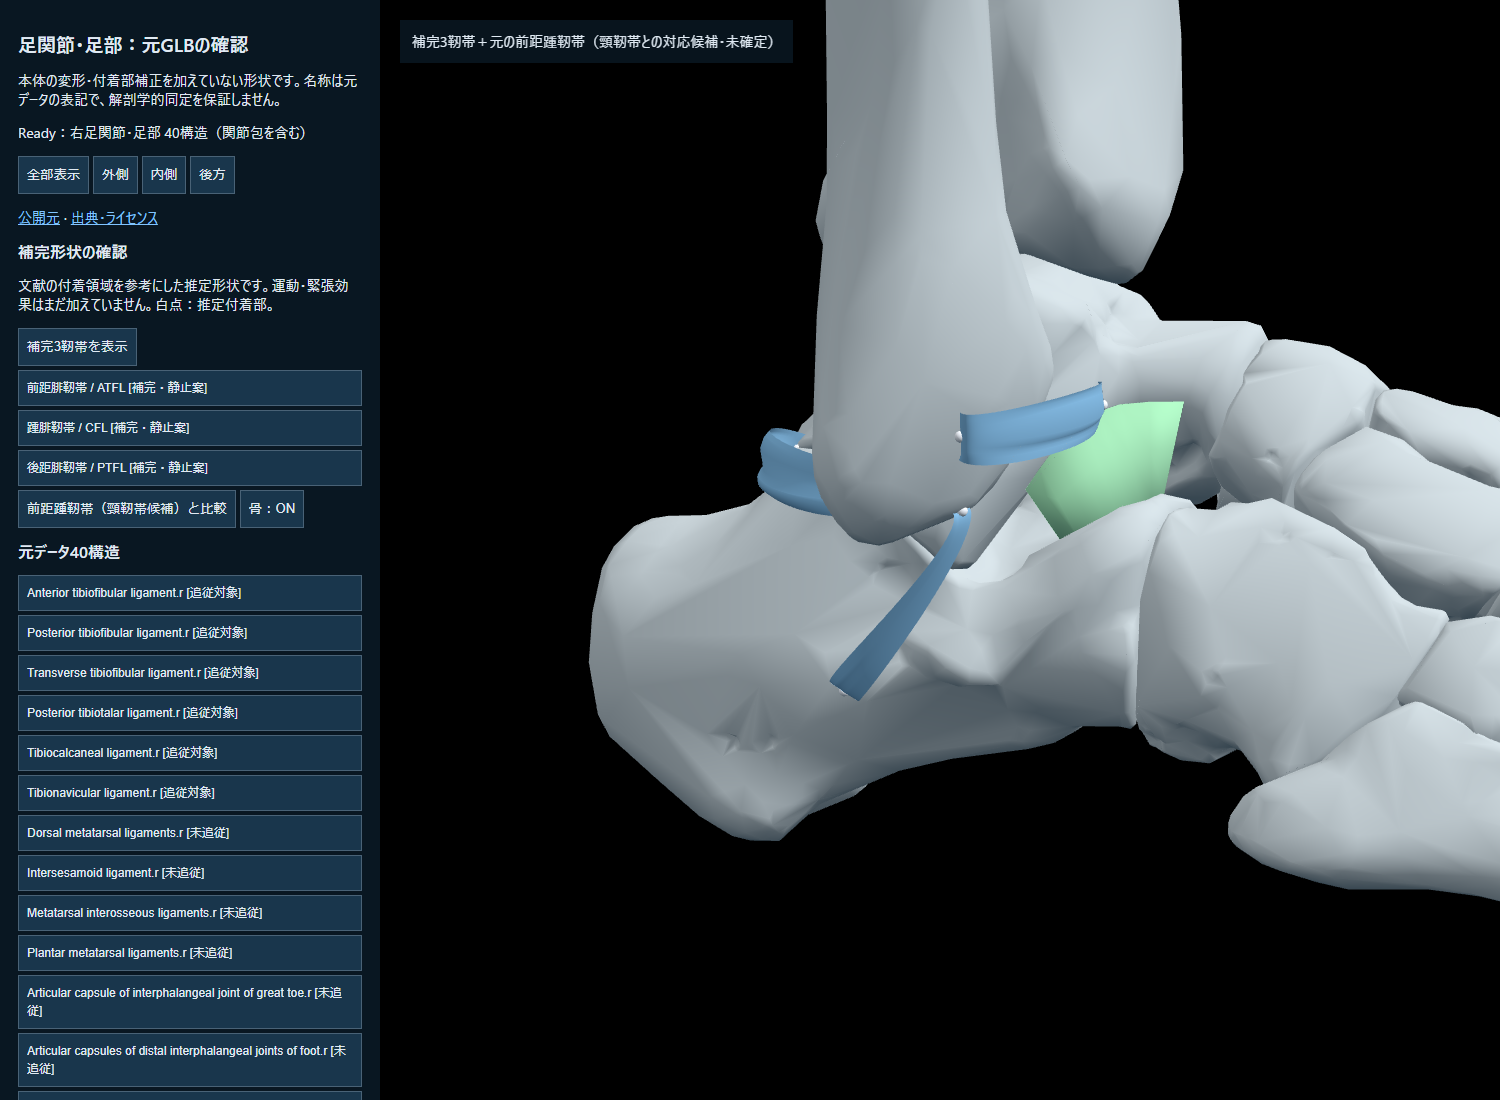 足関節・足部：元GLBの確認
本体の変形・付着部補正を加えていない形状です。名称は元
データの表記で、解剖学的同定を保証しません。
Ready：右足関節・足部 40構造（関節包を含む）
全部表示 外側 内側 後方
公開元 · 出典・ライセンス
補完形状の確認
文献の付着領域を参考にした推定形状です。運動・緊張効
果はまだ加えていません。白点：推定付着部。
補完3靭帯を表示
前距腓靭帯 / ATFL [補完・静止案]
踵腓靭帯 / CFL [補完・静止案]
後距腓靭帯 / PTFL [補完・静止案]
前距踵靭帯（頸靭帯候補）と比較 骨：ON
元データ40構造
Anterior tibiofibular ligament.r [追従対象]
Posterior tibiofibular ligament.r [追従対象]
Transverse tibiofibular ligament.r [追従対象]
Posterior tibiotalar ligament.r [追従対象]
Tibiocalcaneal ligament.r [追従対象]
Tibionavicular ligament.r [追従対象]
Dorsal metatarsal ligaments.r [未追従]
Intersesamoid ligament.r [未追従]
Metatarsal interosseous ligaments.r [未追従]
Plantar metatarsal ligaments.r [未追従]
Articular capsule of interphalangeal joint of great toe.r [未追
従]
Articular capsules of distal interphalangeal joints of foot.r [未
追従]
補完3靭帯＋元の前距踵靭帯（頸靭帯との対応候補・未確定）